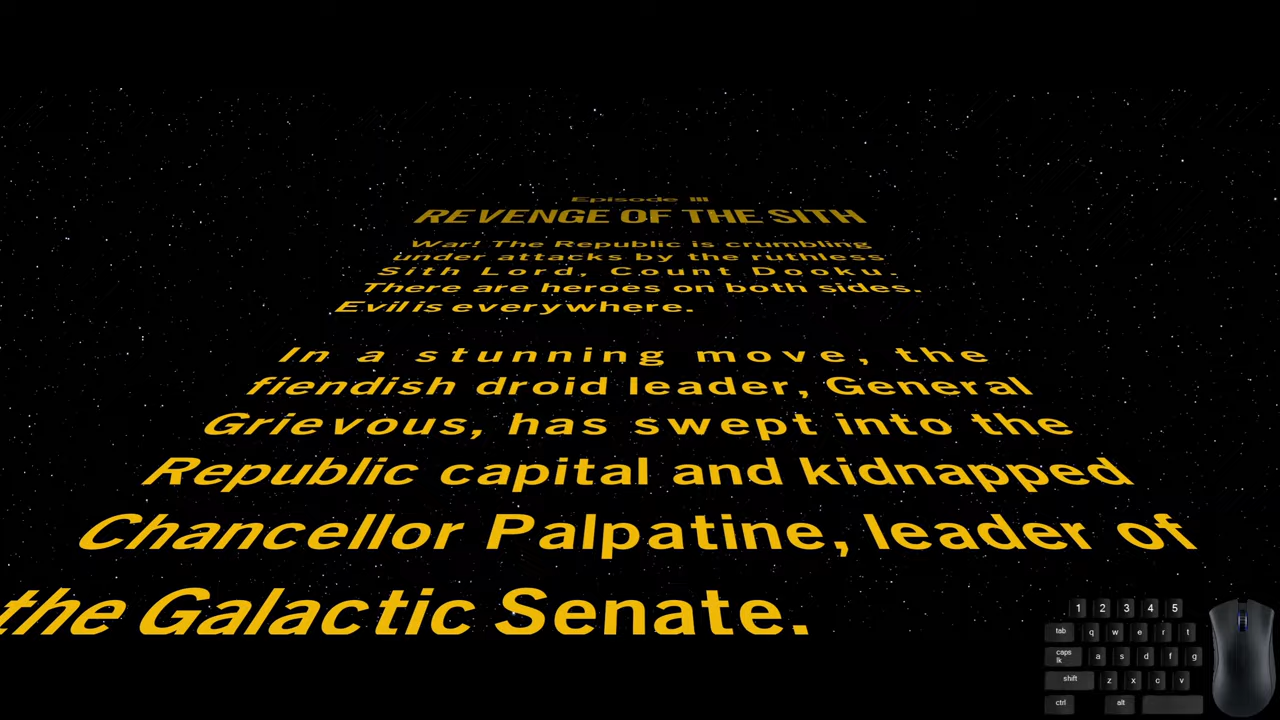 Episode III
REVENGE OF THE SITH
War! The Republic is crumbling
under attacks by the ruthless
Sith Lord, Count Dooku.
There are heroes on both sides.
Evil is everywhere.
In a stunning move, the
fiendish droid leader, General
Grievous, has swept into the
Republic capital and kidnapped
Chancellor Palpatine, leader of
the Galactic Senate.
1 2 3 4 5
tab q w e r t
caps lk a s d f g
shift z x c v
ctrl alt